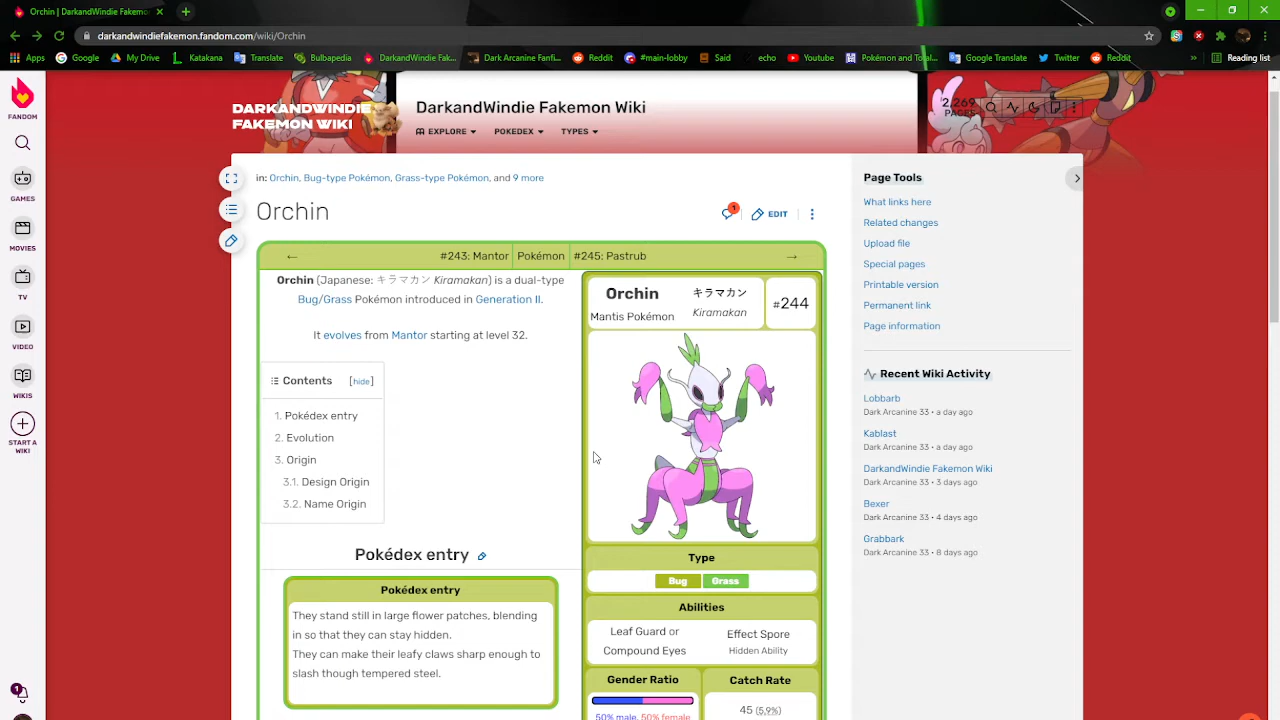 Orchin | DarkandWindie Fakemo
darkandwindiefakemon.fandom.com/wiki/Orchin
Apps Google My Drive Katakana Translate Bulbapedia DarkandWindie Fak... Dark Arcanine Fanfi... Reddit #main-lobby Said echo Youtube Pokémon and Total... Google Translate Twitter Reddit » Reading list
FANDOM
GAMES
MOVIES
TV
VIDEO
WIKIS
START A WIKI
1
DARKANDWINDIE
FAKEMON WIKI
DarkandWindie Fakemon Wiki
EXPLORE POKEDEX TYPES
2,269
PAGES
in: Orchin, Bug-type Pokémon, Grass-type Pokémon, and 9 more
Orchin
1 EDIT
← #243: Mantor Pokémon #245: Pastrub →
Orchin (Japanese: キラマカン Kiramakan) is a dual-type
Bug/Grass Pokémon introduced in Generation II.
It evolves from Mantor starting at level 32.
Contents [hide]
1. Pokédex entry
2. Evolution
3. Origin
3.1. Design Origin
3.2. Name Origin
Pokédex entry
Pokédex entry
They stand still in large flower patches, blending
in so that they can stay hidden.
They can make their leafy claws sharp enough to
slash though tempered steel.
Orchin
Mantis Pokémon
キラマカン
Kiramakan
#244
Type
Bug Grass
Abilities
Leaf Guard or
Compound Eyes
Effect Spore
Hidden Ability
Gender Ratio
50% male, 50% female
Catch Rate
45 (5.9%)
Page Tools
What links here
Related changes
Upload file
Special pages
Printable version
Permanent link
Page information
Recent Wiki Activity
Lobbarb
Dark Arcanine 33 • a day ago
Kablast
Dark Arcanine 33 • a day ago
DarkandWindie Fakemon Wiki
Dark Arcanine 33 • 3 days ago
Bexer
Dark Arcanine 33 • 4 days ago
Grabbark
Dark Arcanine 33 • 8 days ago